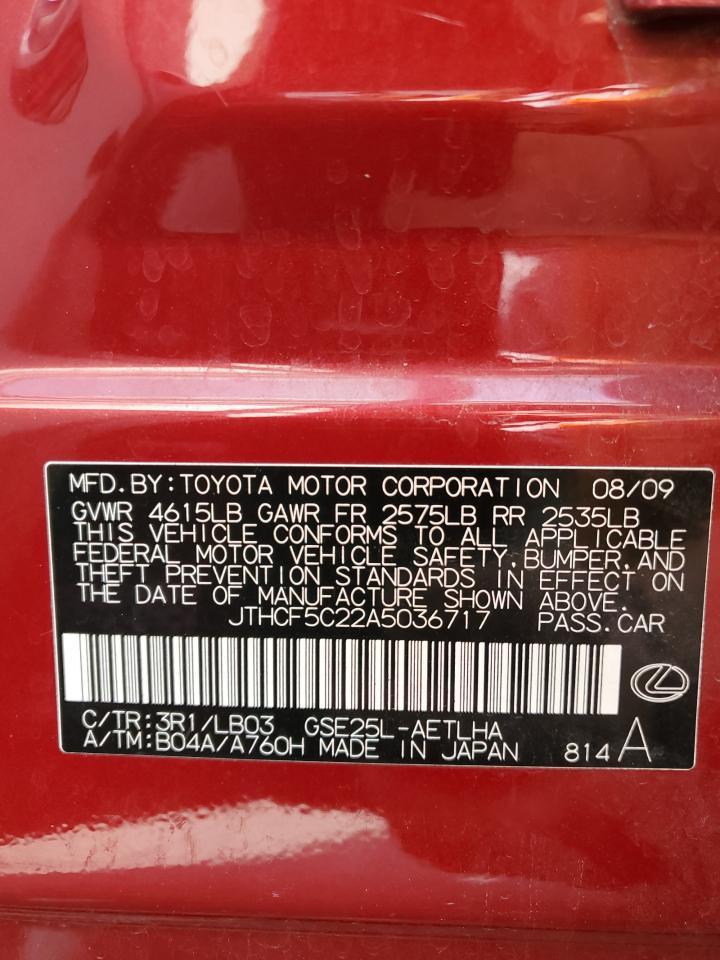 MFD.BY:TOYOTA MOTOR CORPORATION 08/09
GVWR 4615LB GAWR FR 2575LB RR 2535LB
THIS VEHICLE CONFORMS TO ALL APPLICABLE
FEDERAL MOTOR VEHICLE SAFETY,BUMPER,AND
THEFT PREVENTION STANDARDS IN EFFECT ON
THE DATE OF MANUFACTURE SHOWN ABOVE.
JTHCF5C22A5036717 PASS.CAR
C/TR:3R1/LB03 GSE25L-AETLHA
A/TM:B04A/A760H MADE IN JAPAN 814 A